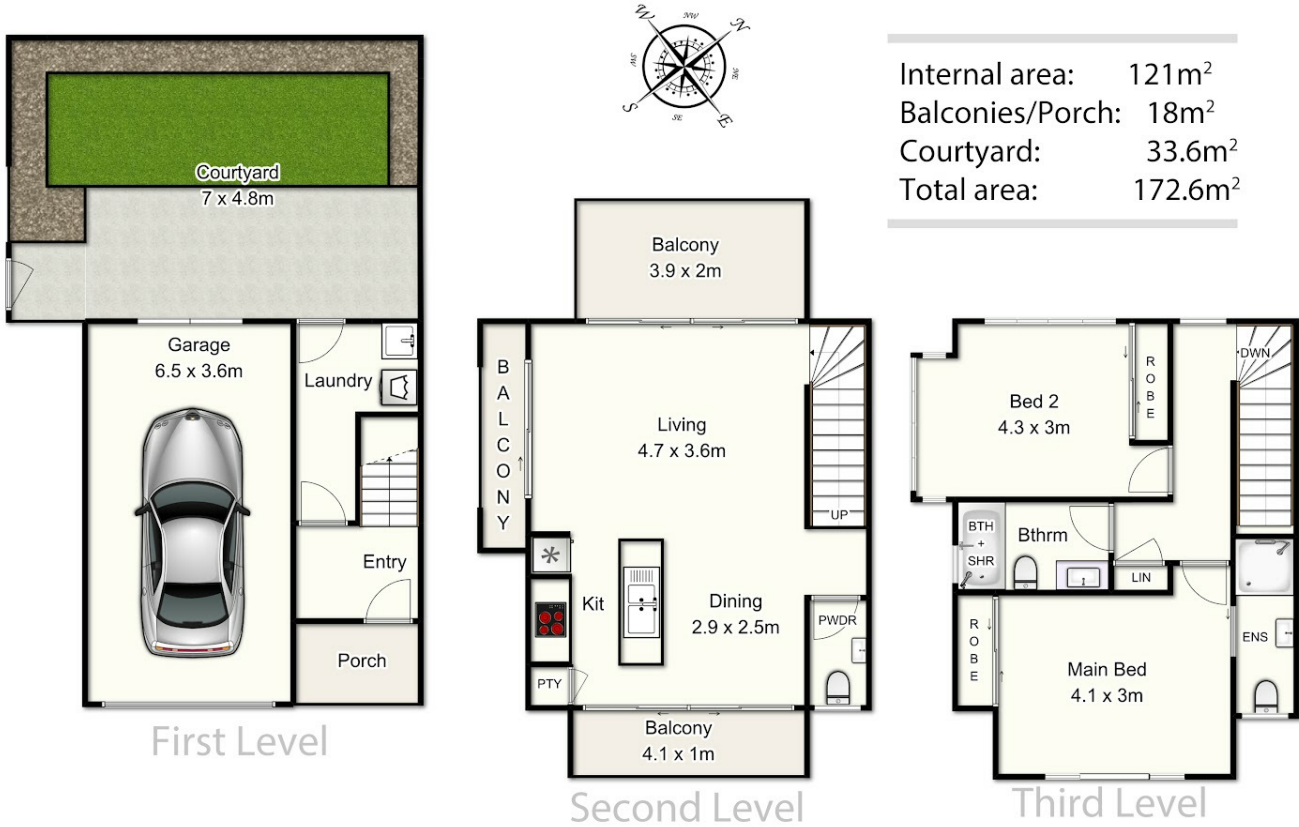 W
NW
N
SW
NE
S
SE
E
Internal area: 121m²
Balconies/Porch: 18m²
Courtyard: 33.6m²
Total area: 172.6m²
Courtyard
7 x 4.8m
Garage
6.5 x 3.6m
Laundry
Entry
Porch
First Level
Balcony
3.9 x 2m
BALCONY
Living
4.7 x 3.6m
UP
Kit
Dining
2.9 x 2.5m
PWDR
PTY
Balcony
4.1 x 1m
Second Level
Bed 2
4.3 x 3m
ROBE
DWN
BTH
+
SHR
Bthrm
LIN
ROBE
Main Bed
4.1 x 3m
ENS
Third Level